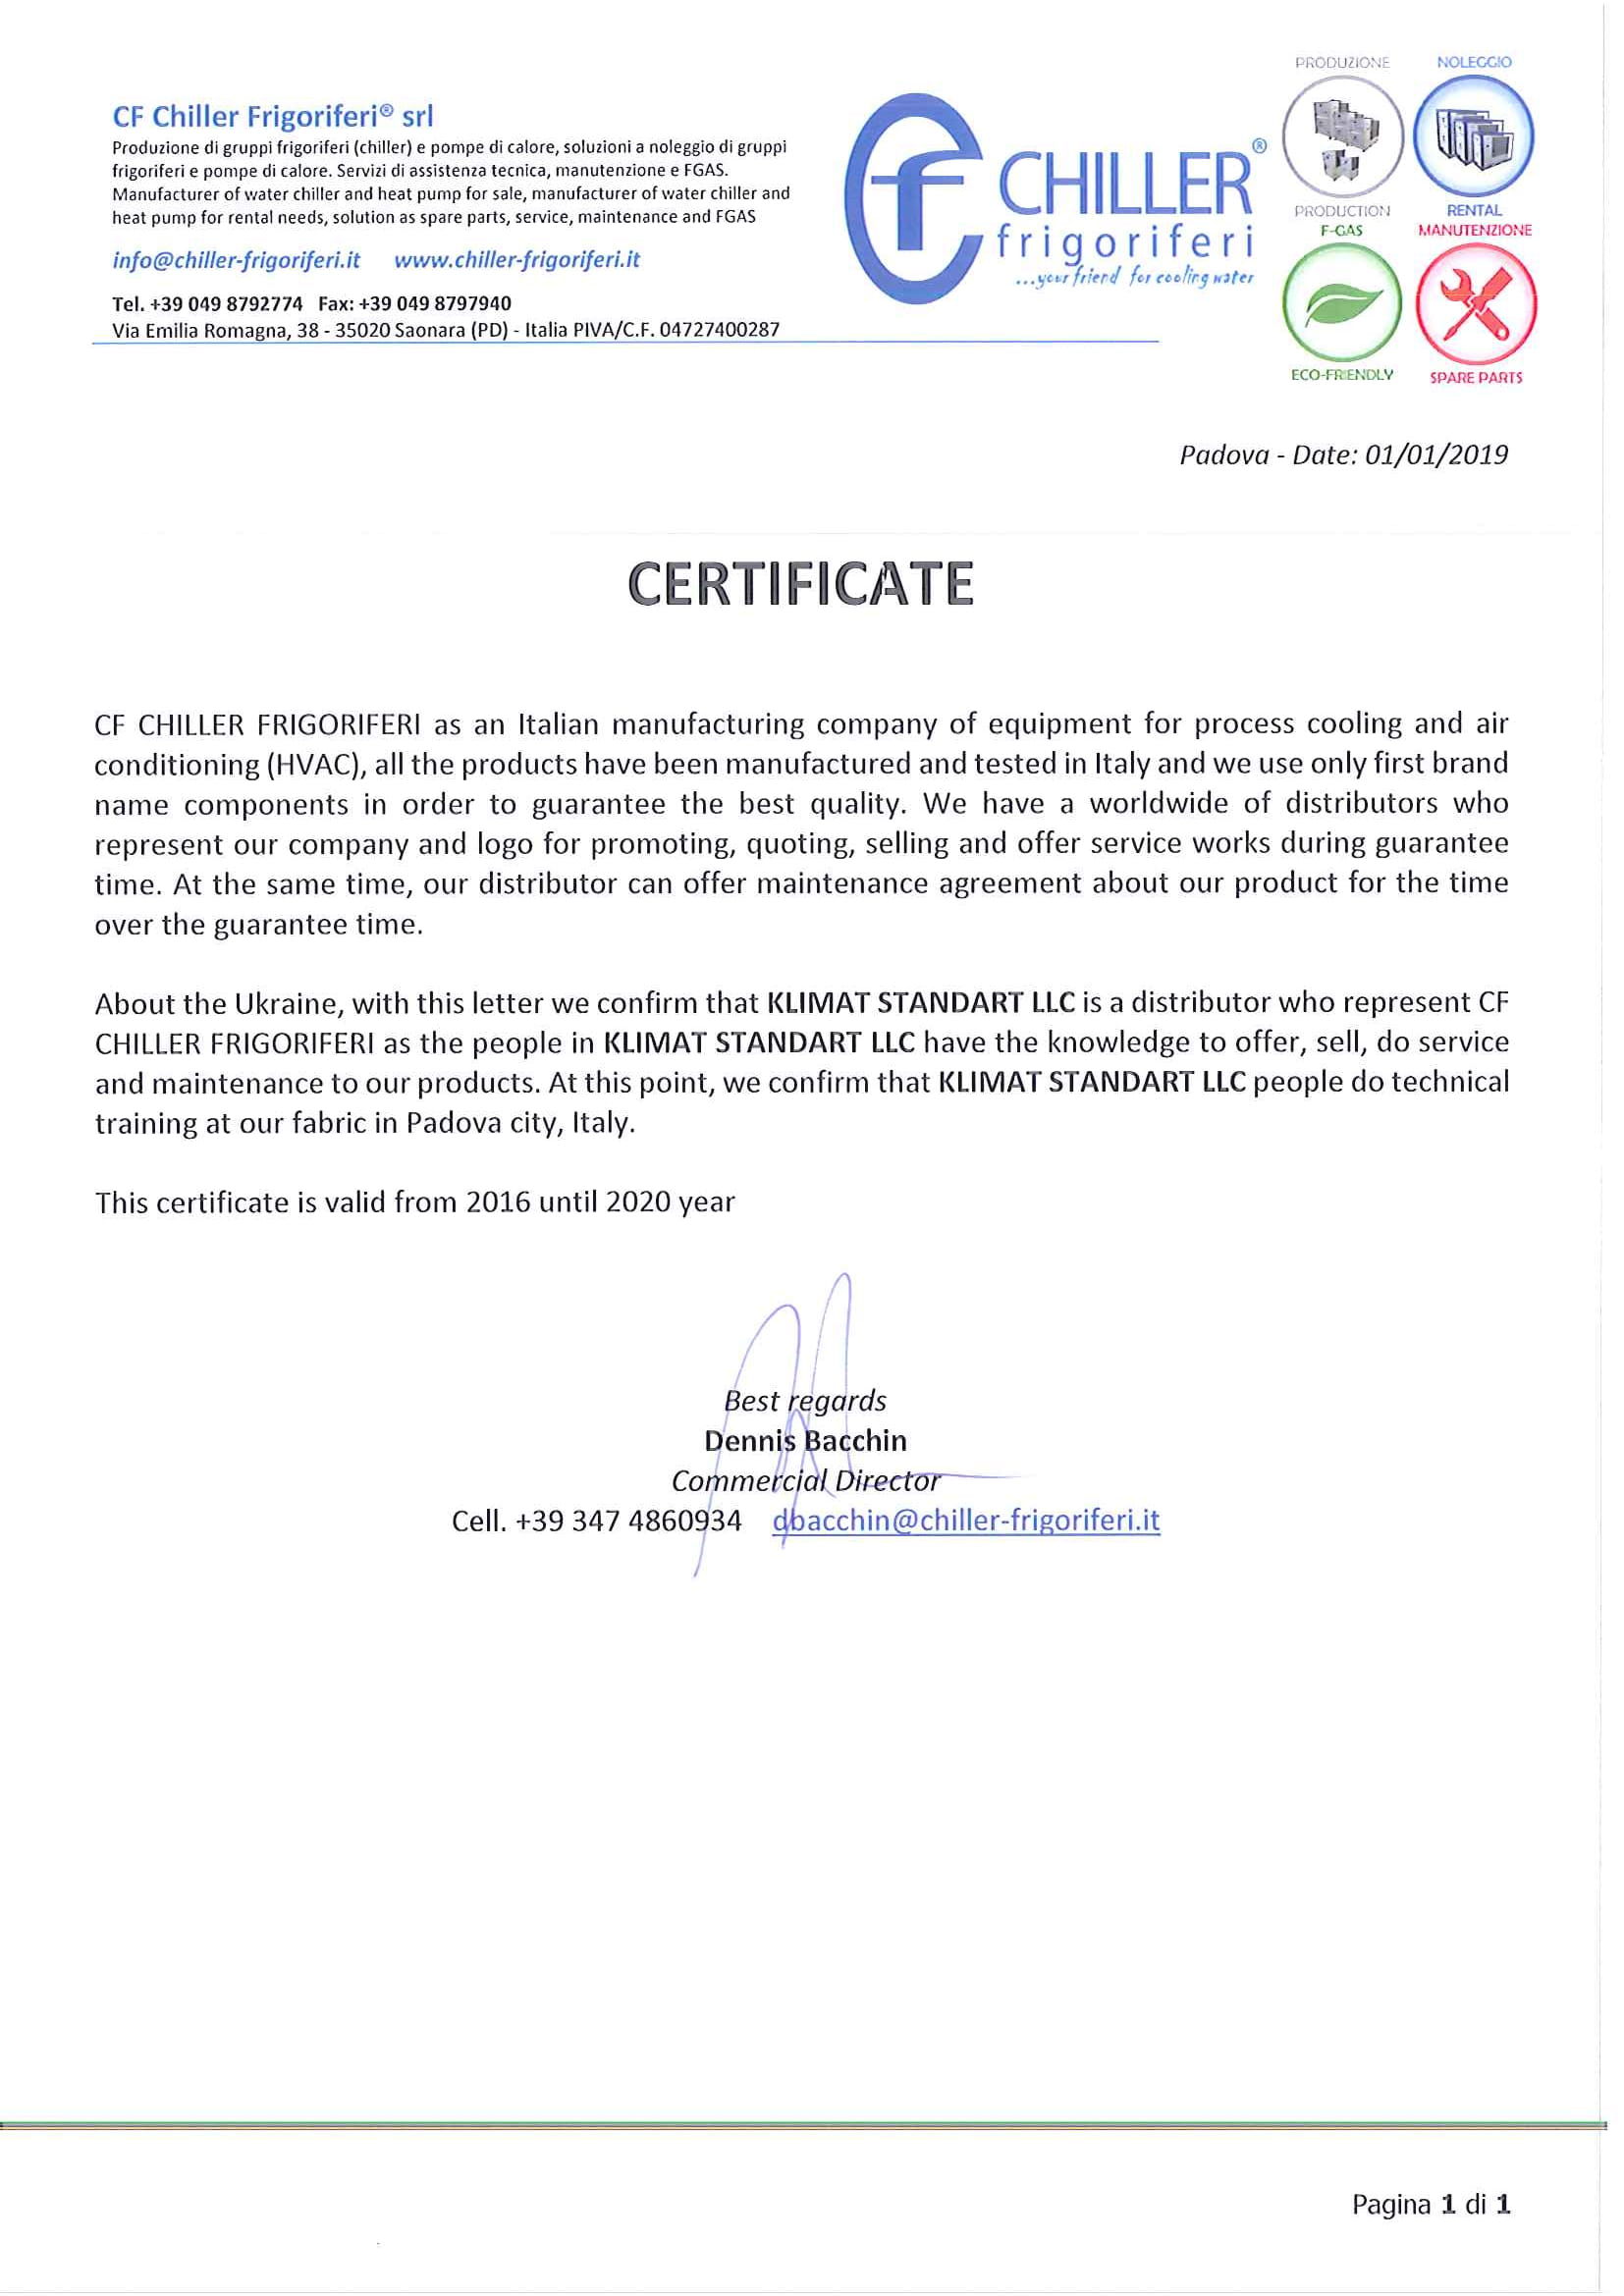 CF Chiller Frigoriferi® srl
Produzione di gruppi frigoriferi (chiller) e pompe di calore, soluzioni a noleggio di gruppi
frigoriferi e pompe di calore. Servizi di assistenza tecnica, manutenzione e FGAS.
Manufacturer of water chiller and heat pump for sale, manufacturer of water chiller and
heat pump for rental needs, solution as spare parts, service, maintenance and FGAS
info@chiller-frigoriferi.it www.chiller-frigoriferi.it
Tel. +39 049 8792774 Fax: +39 049 8797940
Via Emilia Romagna, 38 - 35020 Saonara (PD) - Italia PIVA/C.F. 04727400287
CF CHILLER®
frigoriferi
...your friend for cooling water
PRODUZIONE NOLEGGIO
PRODUCTION RENTAL
F-GAS MANUTENZIONE
ECO-FRIENDLY SPARE PARTS
Padova - Date: 01/01/2019
CERTIFICATE
CF CHILLER FRIGORIFERI as an Italian manufacturing company of equipment for process cooling and air
conditioning (HVAC), all the products have been manufactured and tested in Italy and we use only first brand
name components in order to guarantee the best quality. We have a worldwide of distributors who
represent our company and logo for promoting, quoting, selling and offer service works during guarantee
time. At the same time, our distributor can offer maintenance agreement about our product for the time
over the guarantee time.
About the Ukraine, with this letter we confirm that KLIMAT STANDART LLC is a distributor who represent CF
CHILLER FRIGORIFERI as the people in KLIMAT STANDART LLC have the knowledge to offer, sell, do service
and maintenance to our products. At this point, we confirm that KLIMAT STANDART LLC people do technical
training at our fabric in Padova city, Italy.
This certificate is valid from 2016 until 2020 year
Best regards
Dennis Bacchin
Commercial Director
Cell. +39 347 4860934 dbacchin@chiller-frigoriferi.it
Pagina 1 di 1